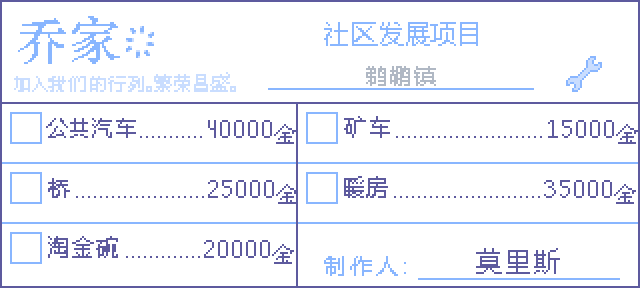 乔家
社区发展项目
加入我们的行列。繁荣昌盛。
鹈鹕镇
公共汽车............40000金
矿车............................15000金
桥........................25000金
暖房............................35000金
淘金碗..............20000金
制作人: 莫里斯